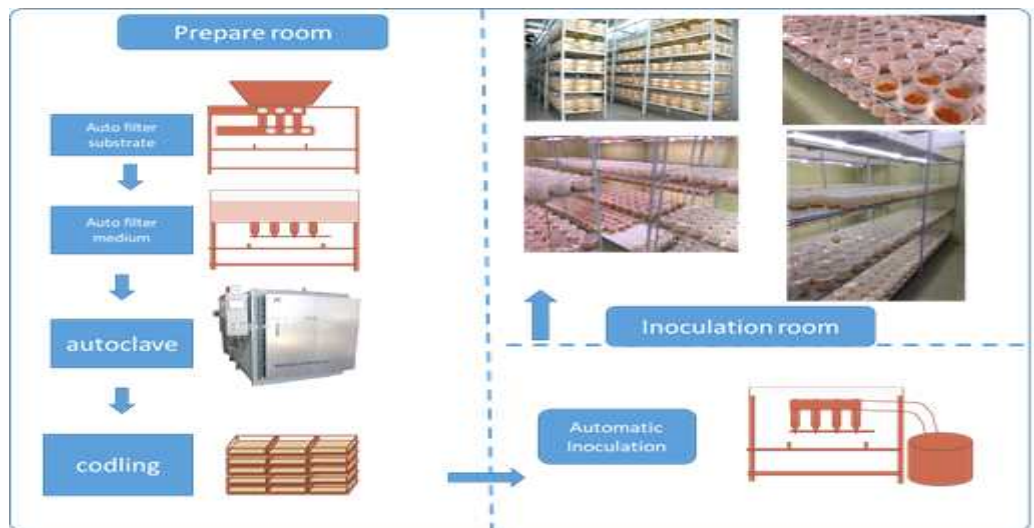 Prepare room
Auto filter
substrate
Auto filter
medium
autoclave
codling
Inoculation room
Automatic
Inoculation